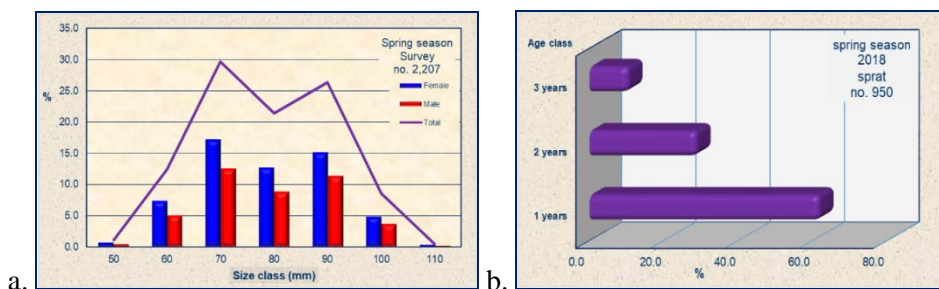 35.0
30.0
25.0
20.0
15.0
10.0
5.0
0.0
%
Spring season
Survey
no. 2,207
Female
Male
Total
50 60 70 80 90 100 110
Size class (mm)
a.
Age class
3 years
2 years
1 years
spring season
2018
sprat
no. 950
0.0 20.0 40.0 60.0 80.0
%
b.